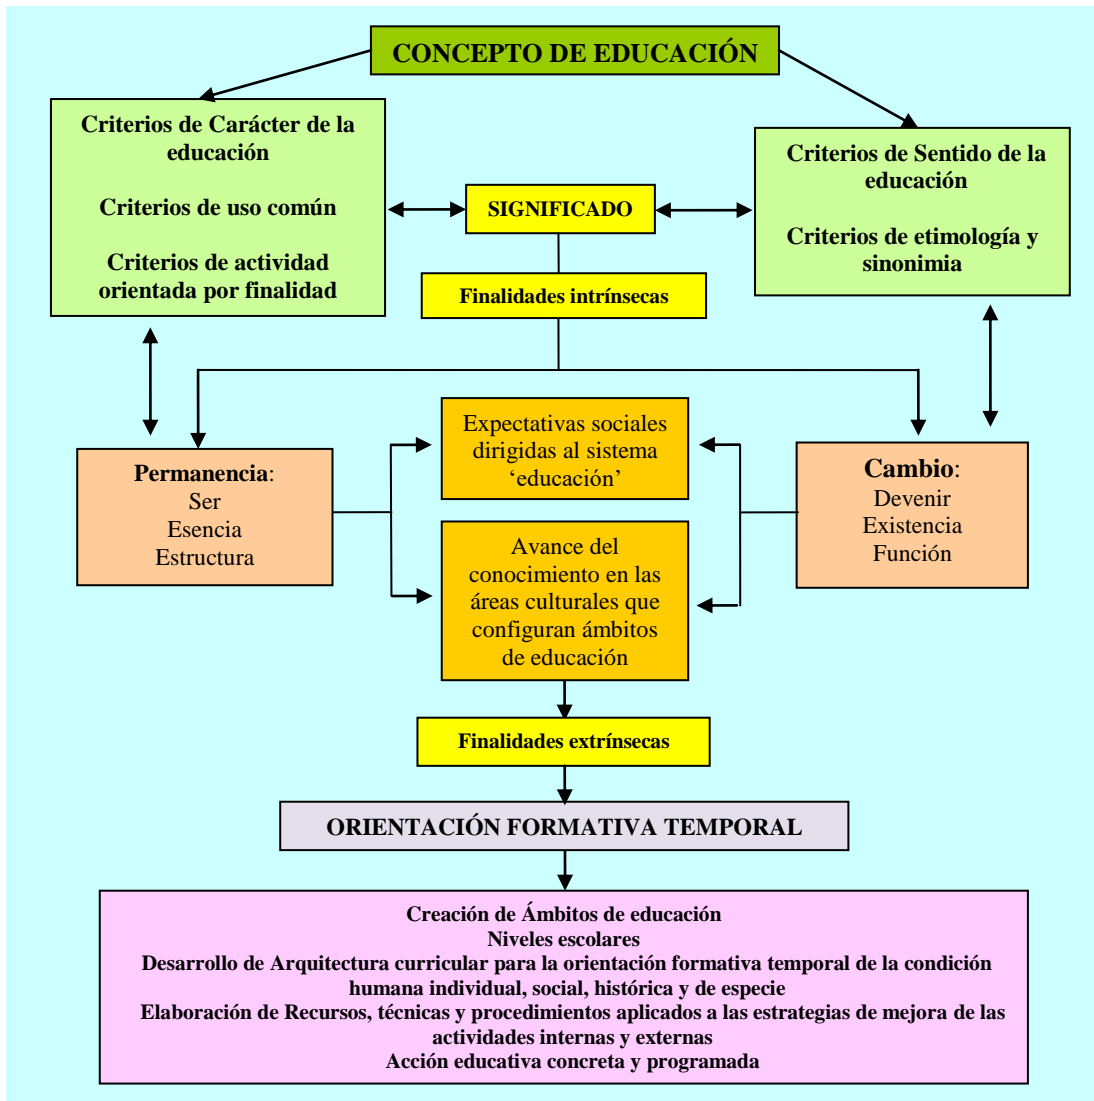 CONCEPTO DE EDUCACIÓN
Criterios de Carácter de la
educación
Criterios de uso común
Criterios de actividad
orientada por finalidad
SIGNIFICADO
Criterios de Sentido de la
educación
Criterios de etimología y
sinonimia
Finalidades intrínsecas
Permanencia:
Ser
Esencia
Estructura
Expectativas sociales
dirigidas al sistema
‘educación’
Avance del
conocimiento en las
áreas culturales que
configuran ámbitos
de educación
Cambio:
Devenir
Existencia
Función
Finalidades extrínsecas
ORIENTACIÓN FORMATIVA TEMPORAL
Creación de Ámbitos de educación
Niveles escolares
Desarrollo de Arquitectura curricular para la orientación formativa temporal de la condición
humana individual, social, histórica y de especie
Elaboración de Recursos, técnicas y procedimientos aplicados a las estrategias de mejora de las
actividades internas y externas
Acción educativa concreta y programada